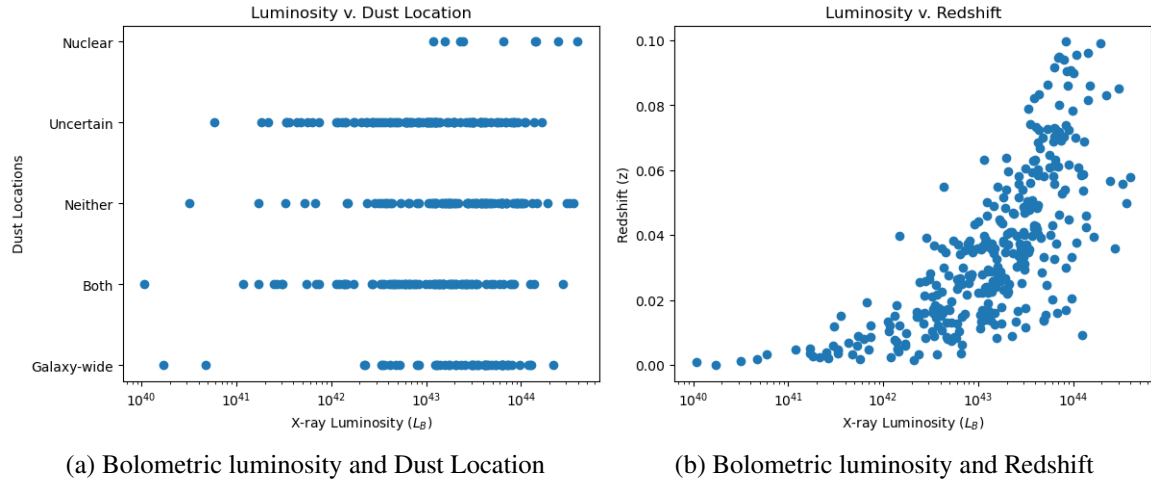 Luminosity v. Dust Location
Nuclear
Uncertain
Neither
Both
Galaxy-wide
Dust Locations
10^40 10^41 10^42 10^43 10^44
X-ray Luminosity (L_B)
(a) Bolometric luminosity and Dust Location
Luminosity v. Redshift
0.10
0.08
0.06
0.04
0.02
0.00
Redshift (z)
10^40 10^41 10^42 10^43 10^44
X-ray Luminosity (L_B)
(b) Bolometric luminosity and Redshift